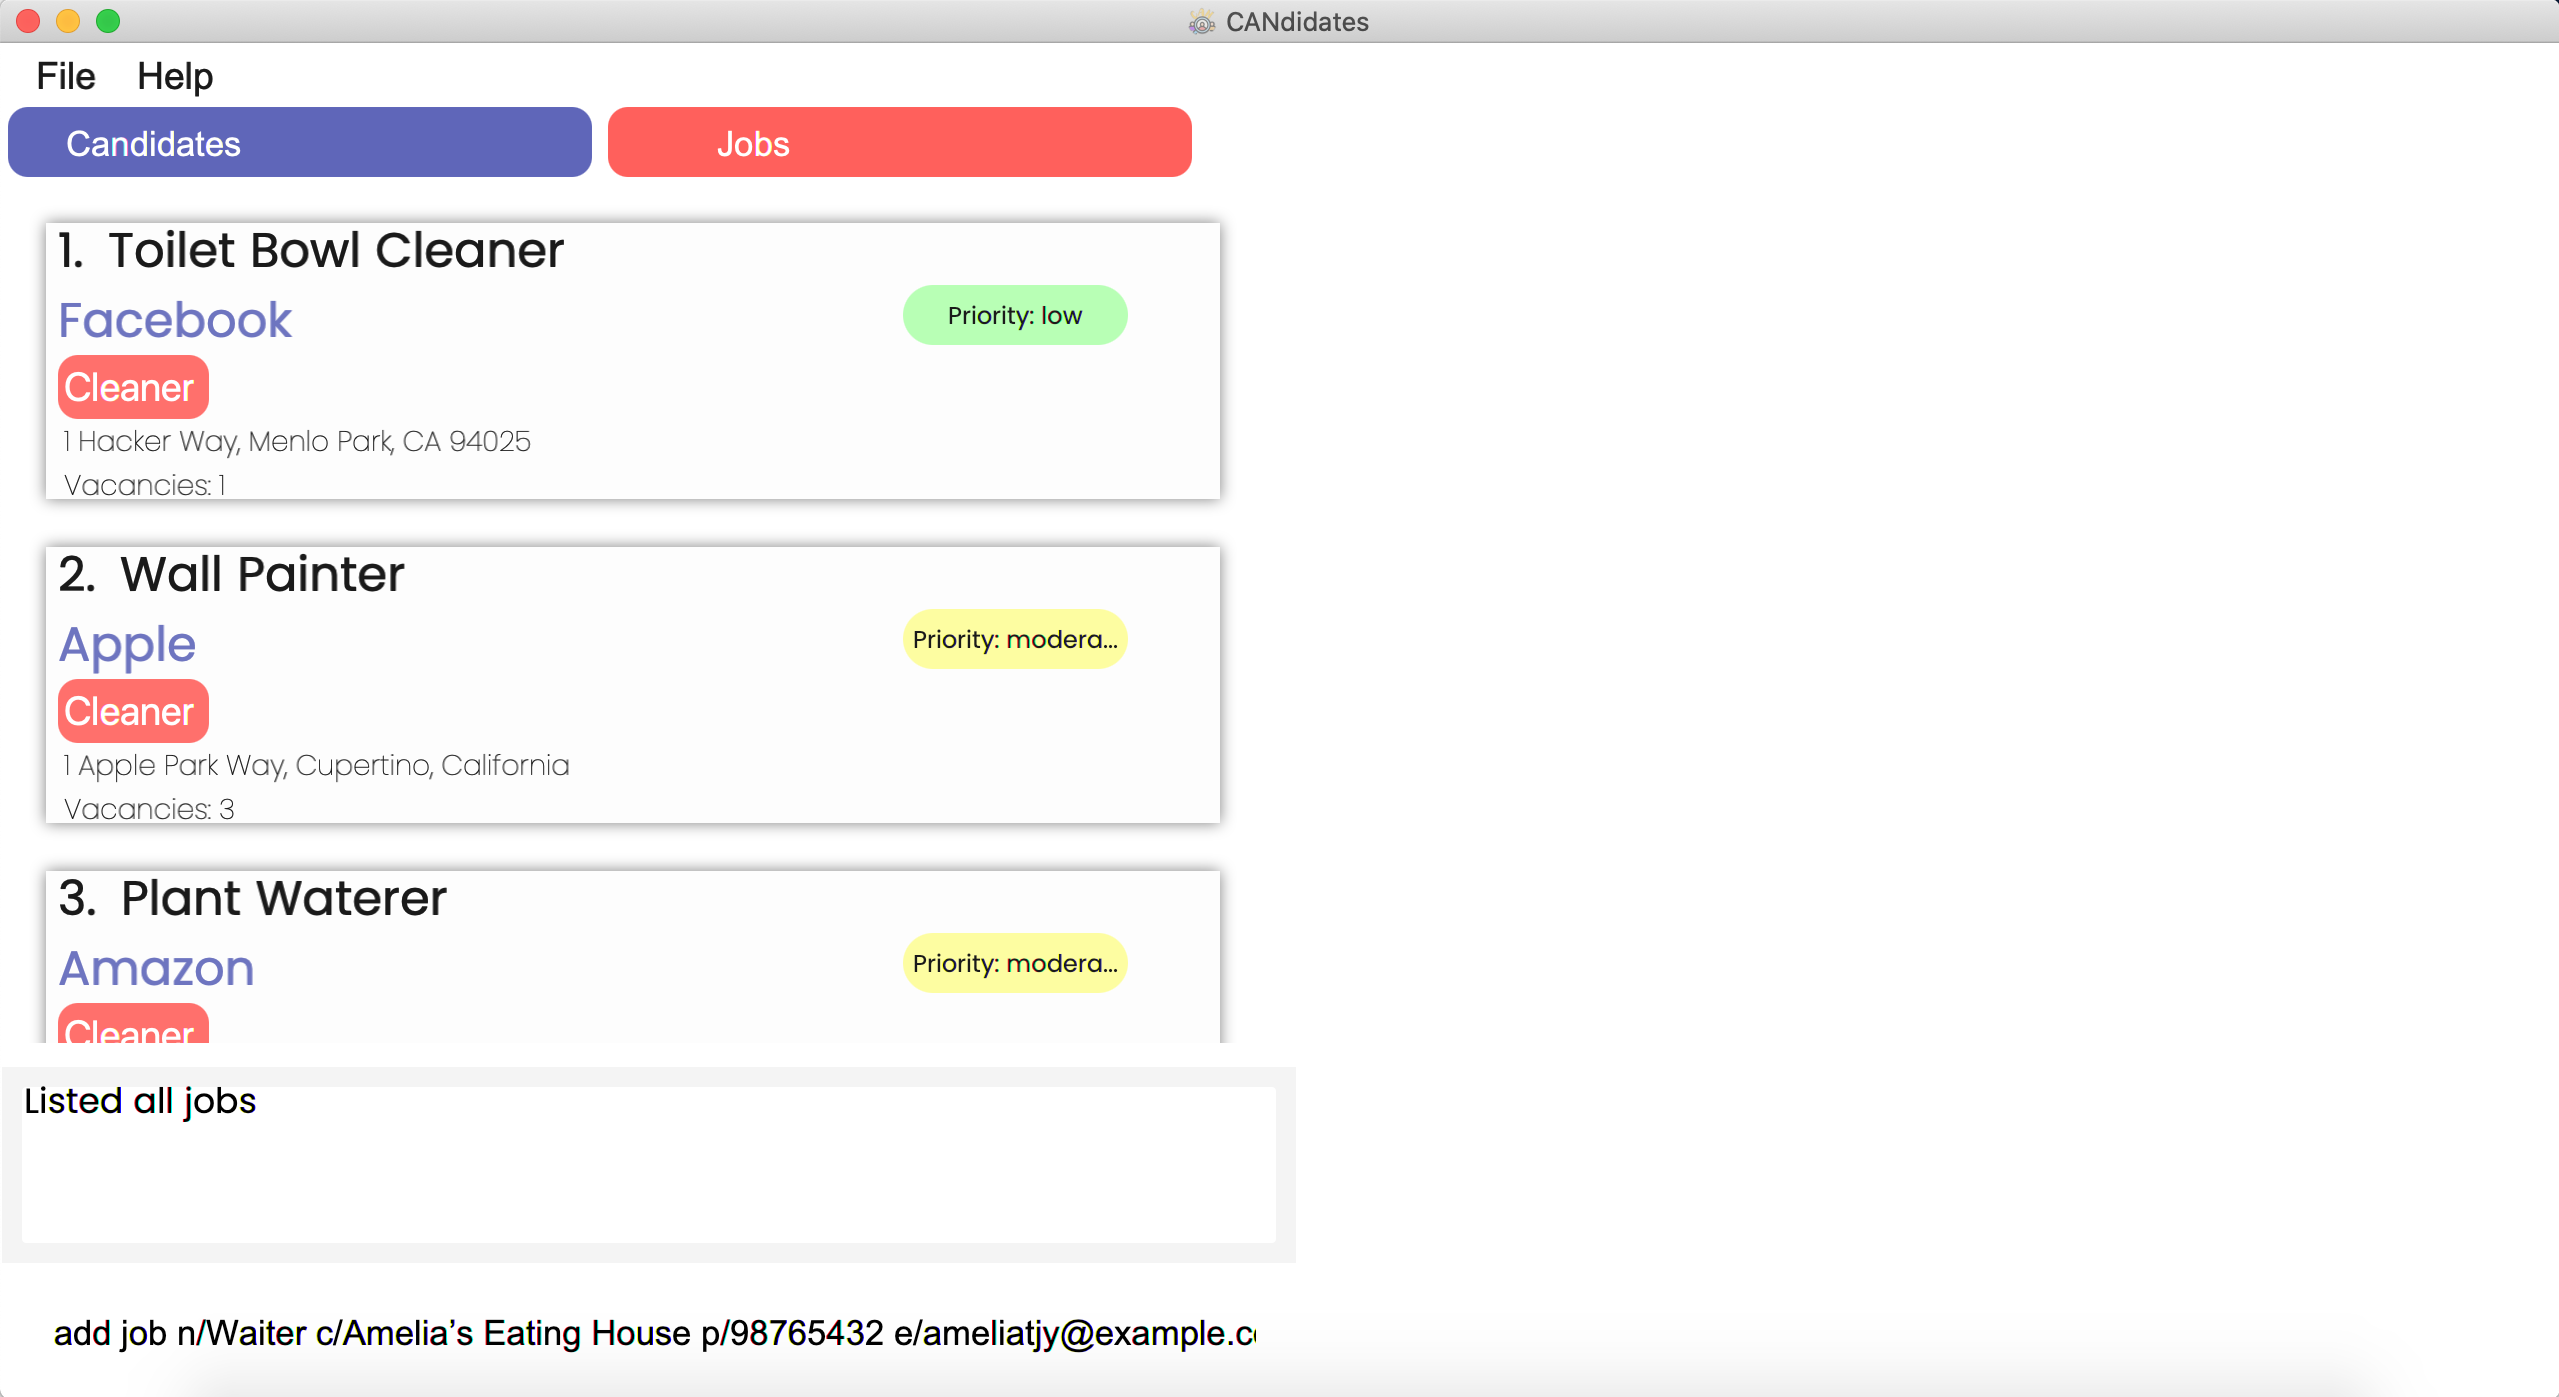 CANdidates
File Help
Candidates Jobs
1. Toilet Bowl Cleaner
Facebook
Priority: low
Cleaner
1 Hacker Way, Menlo Park, CA 94025
Vacancies: 1
2. Wall Painter
Apple
Priority: modera...
Cleaner
1 Apple Park Way, Cupertino, California
Vacancies: 3
3. Plant Waterer
Amazon
Priority: modera...
Cleaner
Listed all jobs
add job n/Waiter c/Amelia’s Eating House p/98765432 e/ameliatjy@example.c